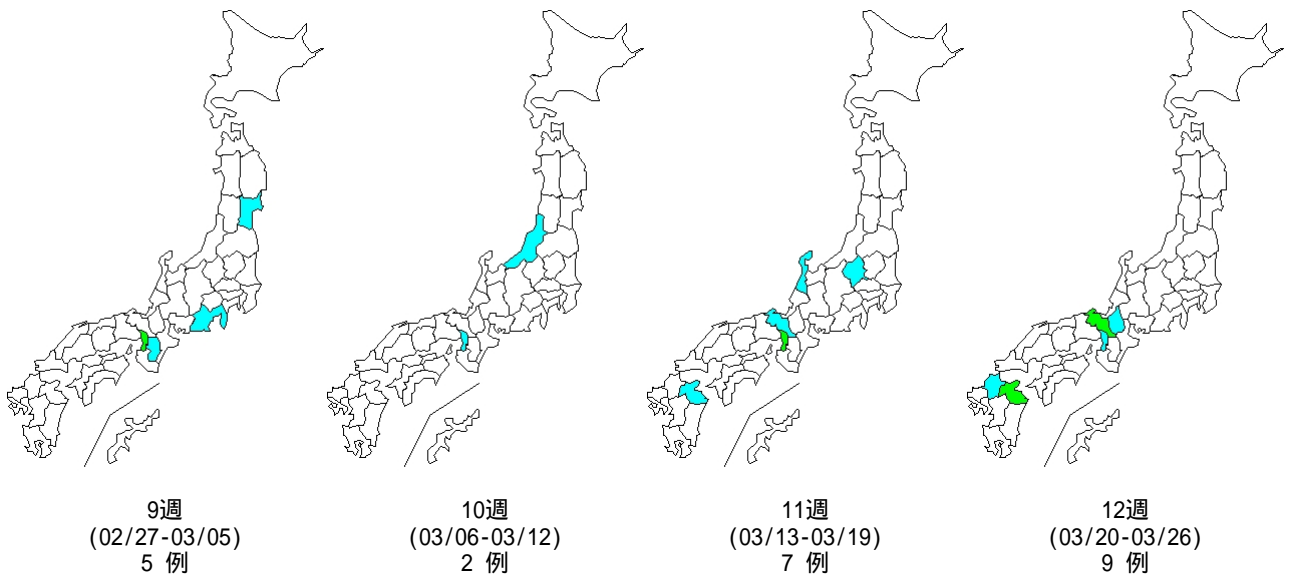 9週
(02/27-03/05)
5 例
10週
(03/06-03/12)
2 例
11週
(03/13-03/19)
7 例
12週
(03/20-03/26)
9 例